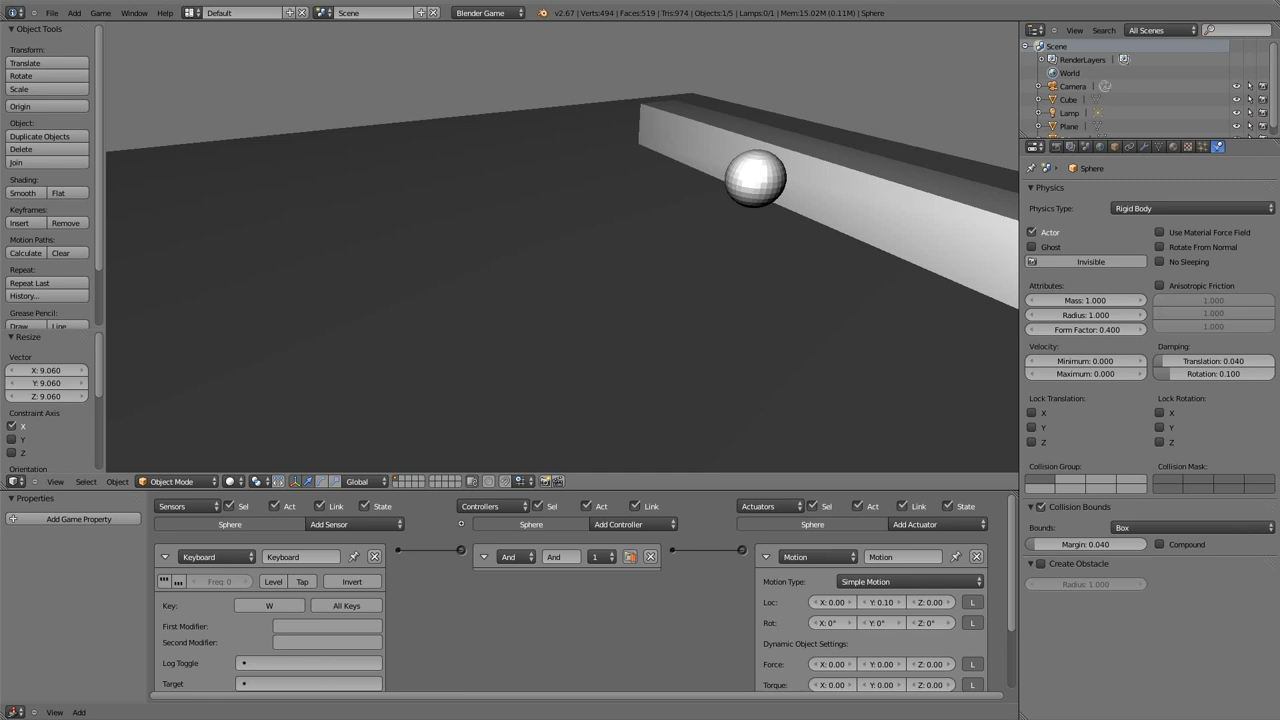 File Add Game Window Help Default Scene Blender Game v2.67 | Verts:494 | Faces:519 | Tris:974 | Objects:1/5 | Lamps:0/1 | Mem:15.02M (0.11M) | Sphere
Object Tools
Transform:
Translate
Rotate
Scale
Origin
Object:
Duplicate Objects
Delete
Join
Shading:
Smooth Flat
Keyframes:
Insert Remove
Motion Paths:
Calculate Clear
Repeat:
Repeat Last
History...
Grease Pencil:
Draw Line
Resize
Vector
X: 9.060
Y: 9.060
Z: 9.060
Constraint Axis
X
Y
Z
Orientation
View Select Object Object Mode Global
View Search All Scenes
Scene
RenderLayers |
World
Camera |
Cube |
Lamp |
Plane |
Sphere
Physics
Physics Type: Rigid Body
Actor Use Material Force Field
Ghost Rotate From Normal
Invisible No Sleeping
Attributes: Anisotropic Friction
Mass: 1.000 1.000
Radius: 1.000 1.000
Form Factor: 0.400 1.000
Velocity: Damping:
Minimum: 0.000 Translation: 0.040
Maximum: 0.000 Rotation: 0.100
Lock Translation: Lock Rotation:
X X
Y Y
Z Z
Collision Group: Collision Mask:
Collision Bounds
Bounds: Box
Margin: 0.040 Compound
Create Obstacle
Radius: 1.000
Properties
Add Game Property
Sensors Sel Act Link State Controllers Sel Act Link Actuators Sel Act Link State
Sphere Add Sensor Sphere Add Controller Sphere Add Actuator
Keyboard Keyboard And And 1 Motion Motion
Freq: 0 Level Tap Invert
Key: W All Keys
First Modifier:
Second Modifier:
Log Toggle
Target
Motion Type: Simple Motion
Loc: X: 0.00 Y: 0.10 Z: 0.00 L
Rot: X: 0° Y: 0° Z: 0° L
Dynamic Object Settings:
Force: X: 0.00 Y: 0.00 Z: 0.00 L
Torque: X: 0.00 Y: 0.00 Z: 0.00 L
View Add